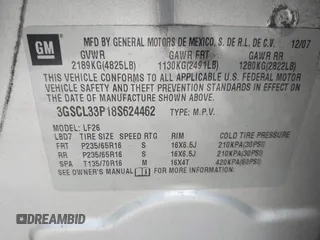 GM
MFD BY GENERAL MOTORS DE MEXICO, S. DE R.L. DE C.V. 12/07
GVWR GAWR FRT GAWR RR
2189KG(4825LB) 1130KG(2491LB) 1280KG(2822LB)
THIS VEHICLE CONFORMS TO ALL APPLICABLE U.S. FEDERAL MOTOR
VEHICLE SAFETY AND THEFT PREVENTION STANDARDS IN EFFECT
ON THE DATE OF MANUFACTURE SHOWN ABOVE.
3GSCL33P18S624462 TYPE: M.P.V.
MODEL: LF26
LBD7 TIRE SIZE SPEED RTG RIM COLD TIRE PRESSURE
FRT P235/65R16 S 16X6.5J 210KPA(30PSI)
RR P235/65R16 S 16X6.5J 210KPA(30PSI)
SPA T135/70R16 M 16X4T 420KPA(60PSI)
SEE OWNER'S MANUAL FOR ADDITIONAL INFORMATION.
DREAMBID